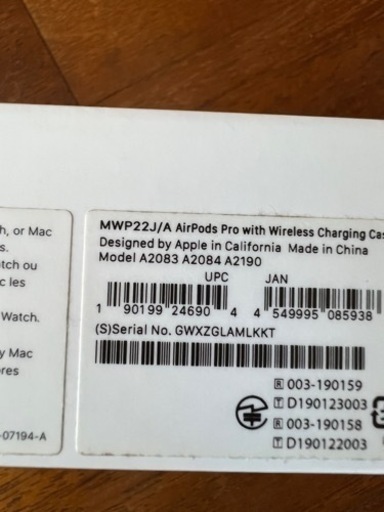 h, or Mac
s.
tch ou
c les
Watch.
y Mac
ores
-07194-A
MWP22J/A AirPods Pro with Wireless Charging Cas
Designed by Apple in California Made in China
Model A2083 A2084 A2190
UPC JAN
1 90199 24690 4 4 549995 085938
(S)Serial No. GWXZGLAMLKKT
R 003-190159
T D190123003
R 003-190158
T D190122003